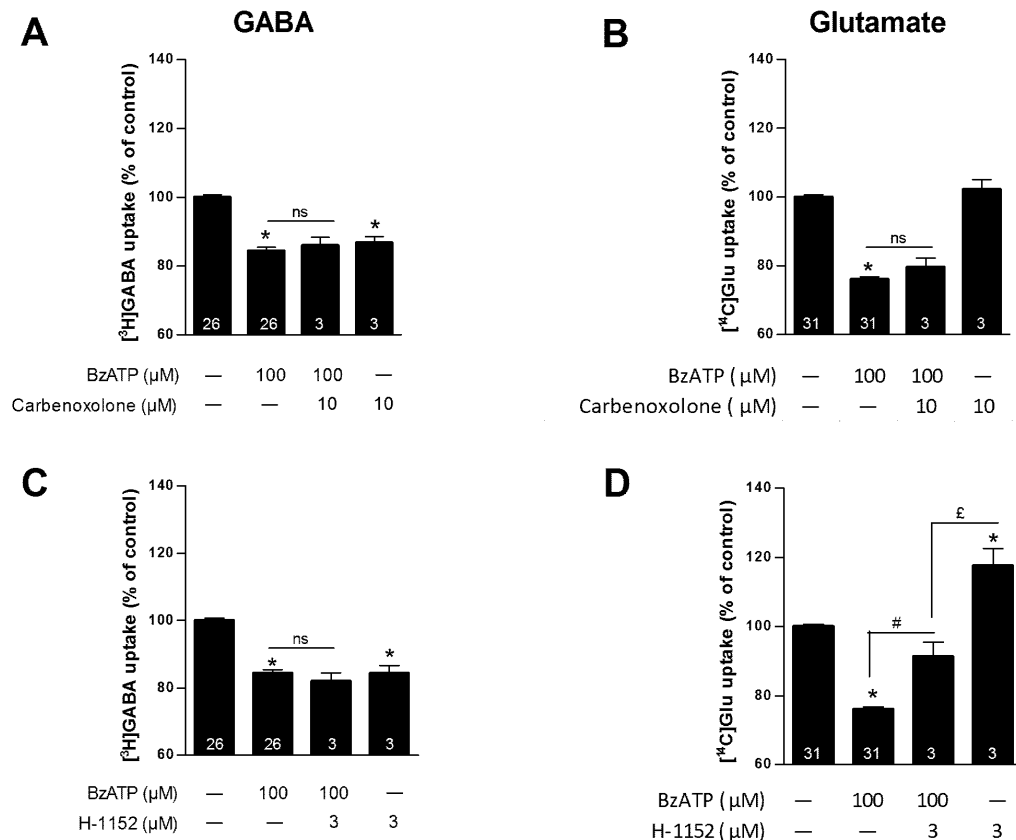 GABA
Glutamate
A
B
[³H]GABA uptake (% of control)
140
120
100
80
60
ns
*
*
26
26
3
3
BzATP (µM) — 100 100 —
Carbenoxolone (µM) — — 10 10
[¹⁴C]Glu uptake (% of control)
140
120
100
80
60
ns
*
31
31
3
3
BzATP ( µM) — 100 100 —
Carbenoxolone ( µM) — — 10 10
C
D
[³H]GABA uptake (% of control)
140
120
100
80
60
ns
*
*
26
26
3
3
BzATP (µM) — 100 100 —
H-1152 (µM) — — 3 3
[¹⁴C]Glu uptake (% of control)
140
120
100
80
60
£
*
#
*
31
31
3
3
BzATP ( µM) — 100 100 —
H-1152 ( µM) — — 3 3